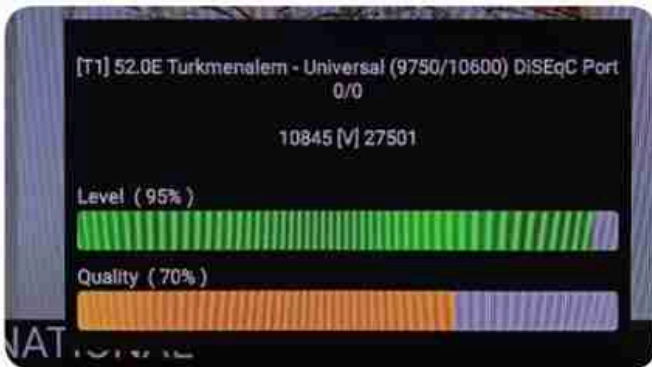 [T1] 52.0E Turkmenalem - Universal (9750/10600) DiSEqC Port
0/0
10845 [V] 27501
Level (95%)
Quality (70%)